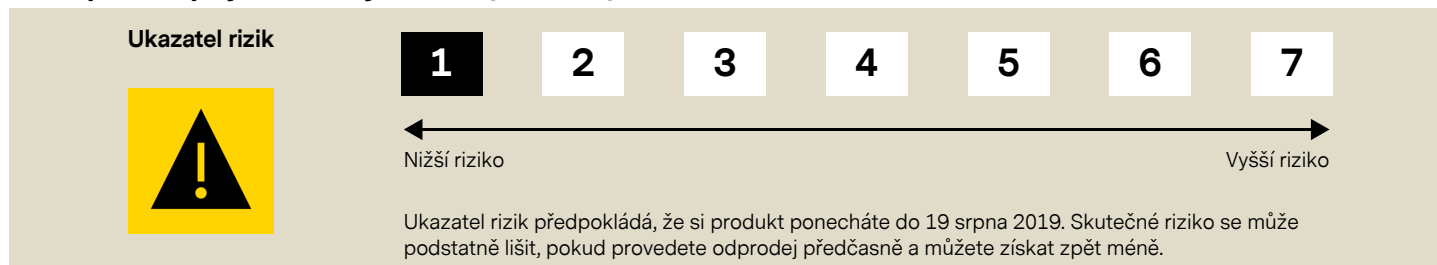 Ukazatel rizik
1 2 3 4 5 6 7
Nižší riziko Vyšší riziko
Ukazatel rizik předpokládá, že si produkt ponecháte do 19 srpna 2019. Skutečné riziko se může
podstatně lišit, pokud provedete odprodej předčasně a můžete získat zpět méně.